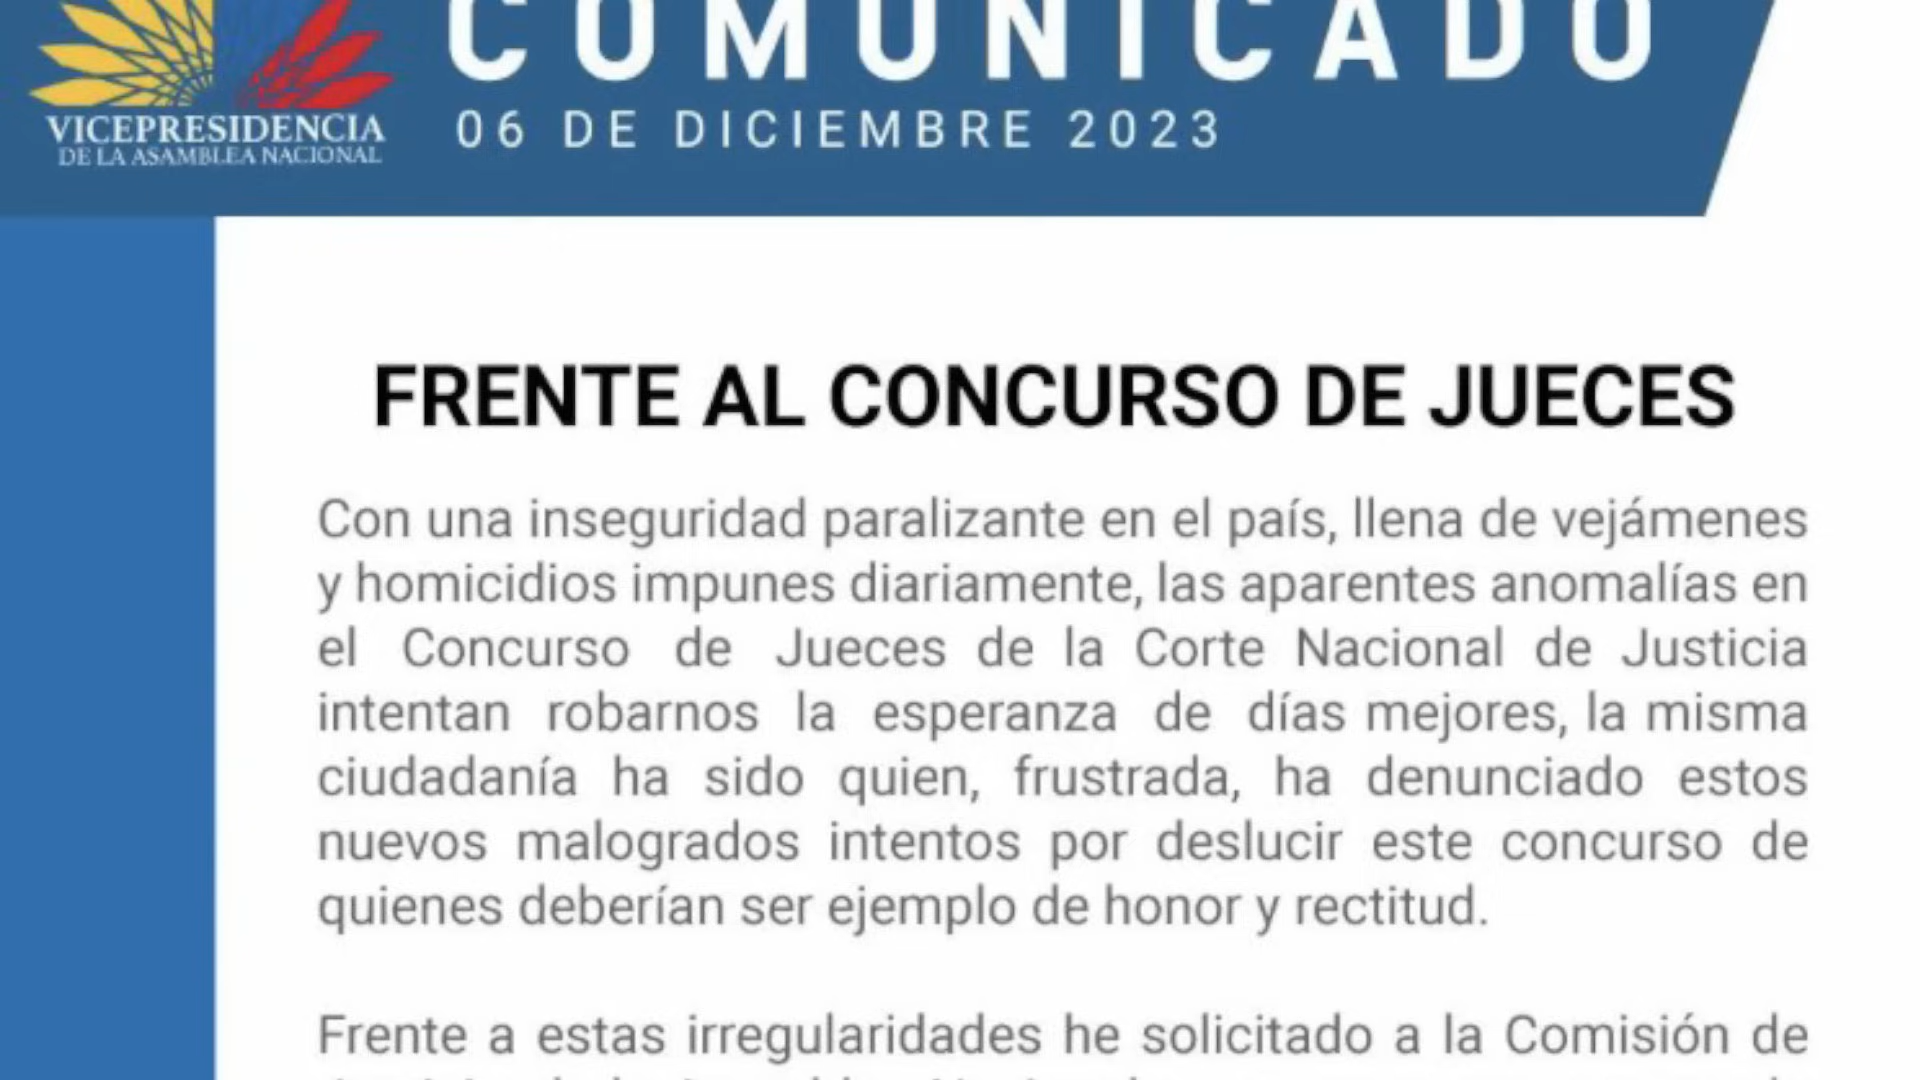 COMUNICADO
VICEPRESIDENCIA
DE LA ASAMBLEA NACIONAL
06 DE DICIEMBRE 2023
FRENTE AL CONCURSO DE JUECES
Con una inseguridad paralizante en el país, llena de vejámenes
y homicidios impunes diariamente, las aparentes anomalías en
el Concurso de Jueces de la Corte Nacional de Justicia
intentan robarnos la esperanza de días mejores, la misma
ciudadanía ha sido quien, frustrada, ha denunciado estos
nuevos malogrados intentos por deslucir este concurso de
quienes deberían ser ejemplo de honor y rectitud.
Frente a estas irregularidades he solicitado a la Comisión de